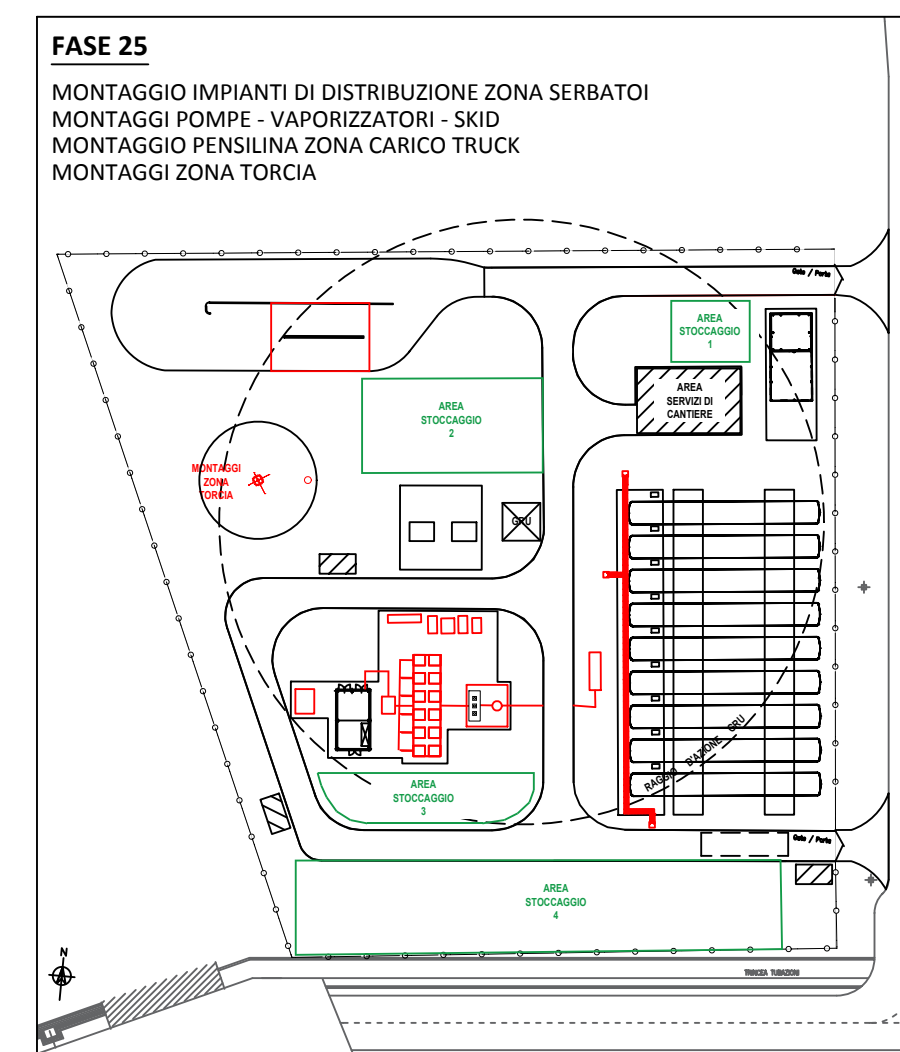 FASE 25
MONTAGGIO IMPIANTI DI DISTRIBUZIONE ZONA SERBATOI
MONTAGGI POMPE - VAPORIZZATORI - SKID
MONTAGGIO PENSILINA ZONA CARICO TRUCK
MONTAGGI ZONA TORCIA
Gate / Porte
AREA
STOCCAGGIO
1
AREA
SERVIZI DI
CANTIERE
AREA
STOCCAGGIO
2
MONTAGGI
ZONA
TORCIA
GRU
RAGGIO D'AZIONE GRU
AREA
STOCCAGGIO
3
Gate / Porte
AREA
STOCCAGGIO
4
N
TRINCEA TUBAZIONI